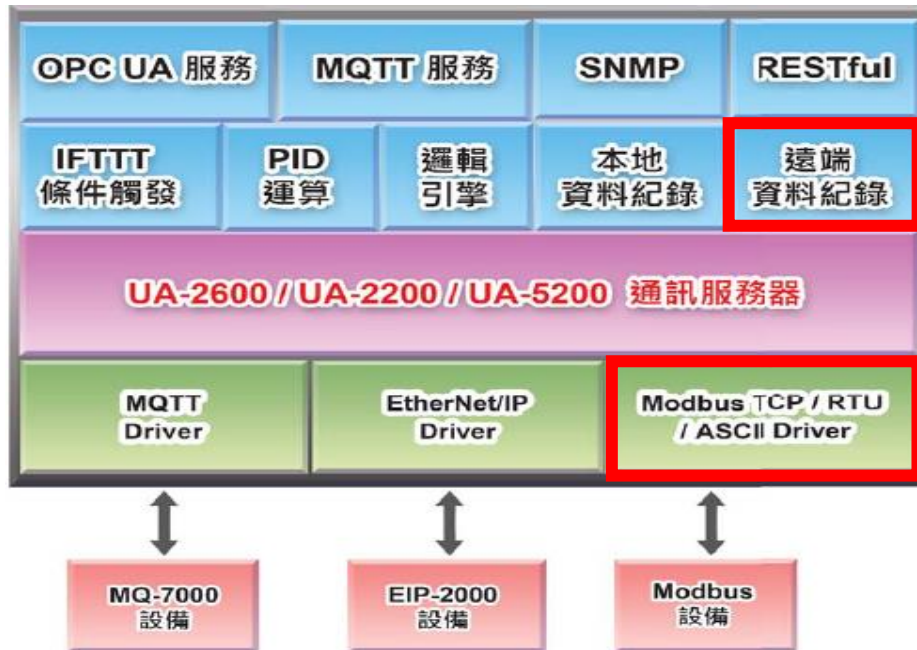 OPC UA 服務
MQTT 服務
SNMP
RESTful
IFTTT
條件觸發
PID
運算
邏輯
引擎
本地
資料紀錄
遠端
資料紀錄
UA-2600 / UA-2200 / UA-5200 通訊服務器
MQTT
Driver
EtherNet/IP
Driver
Modbus TCP / RTU
/ ASCII Driver
MQ-7000
設備
EIP-2000
設備
Modbus
設備